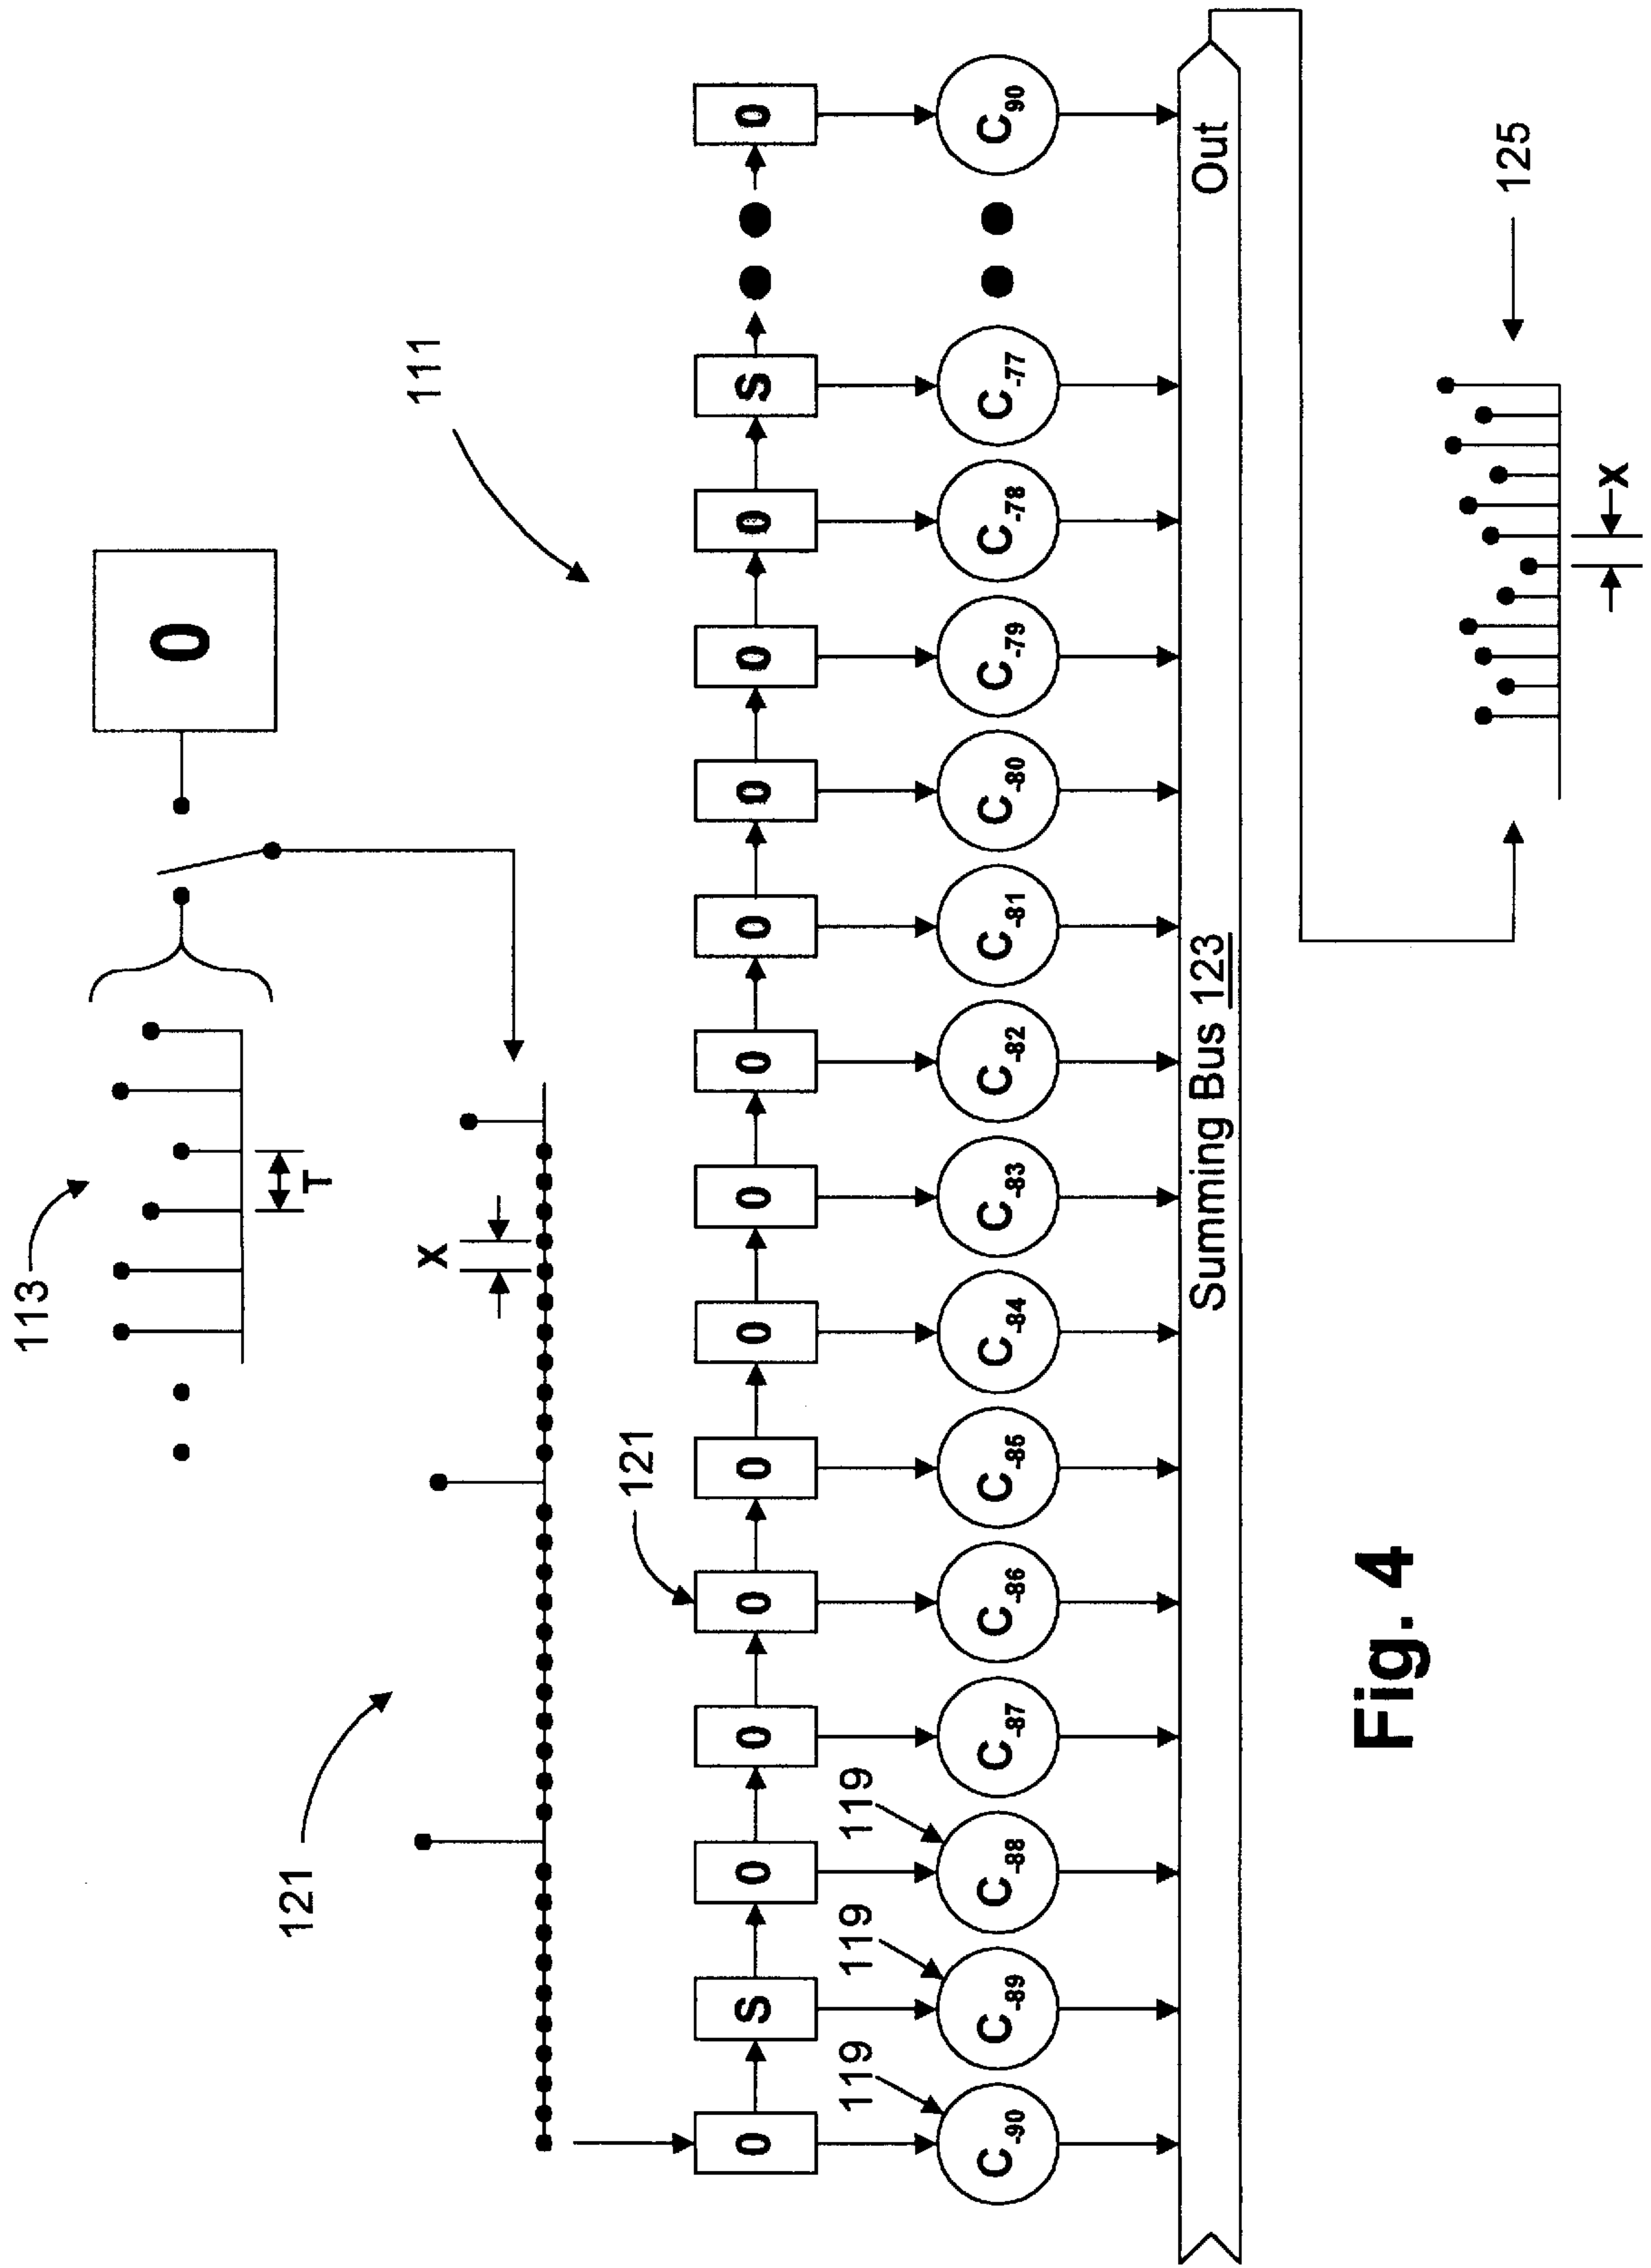 113
T
0
121
X
111
121
0
S
0
0
0
0
0
0
0
0
0
0
0
0
S
0
119
119
119
C-90
C-89
C-88
C-87
C-86
C-85
C-84
C-83
C-82
C-81
C-80
C-79
C-78
C-77
C90
Summing Bus 123
Out
125
X
Fig. 4